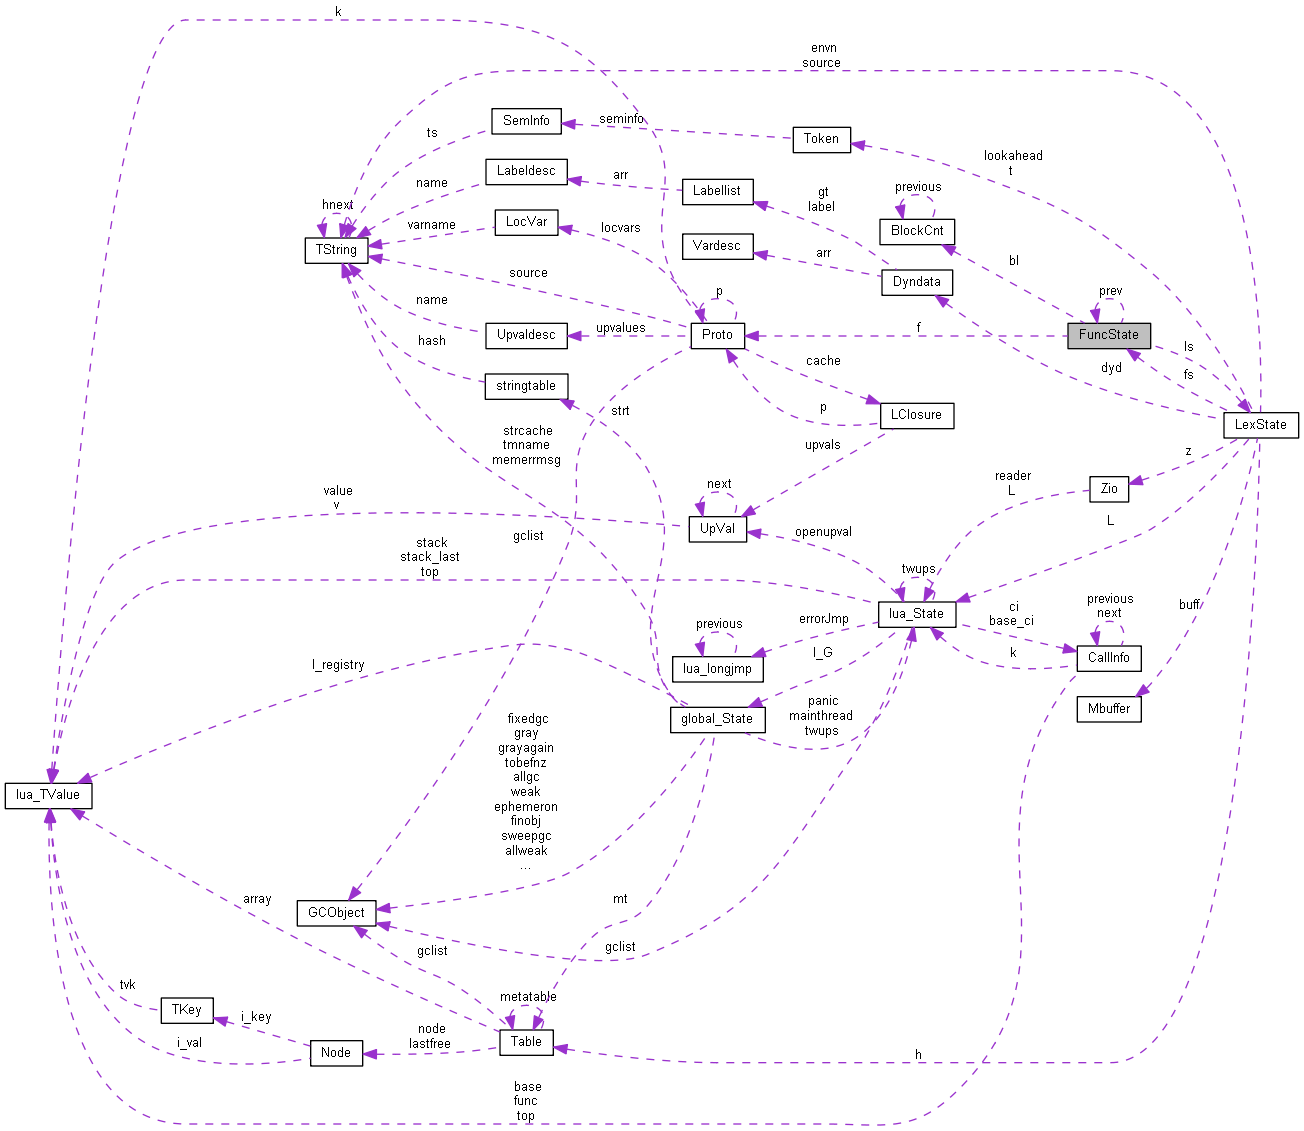 k
envn
source
SemInfo
seminfo
Token
ts
lookahead
t
Labeldesc
arr
Labellist
name
gt
label
previous
BlockCnt
hnext
TString
varname
LocVar
locvars
Vardesc
arr
Dyndata
bl
source
p
prev
name
Upvaldesc
upvalues
Proto
f
FuncState
hash
cache
ls
stringtable
dyd
fs
strt
p
LClosure
LexState
strcache
tmname
memerrmsg
upvals
z
reader
L
Zio
value
v
next
UpVal
L
gclist
openupval
stack
stack_last
top
twups
lua_State
ci
base_ci
previous
next
buff
previous
errorJmp
lua_longjmp
l_G
k
CallInfo
l_registry
global_State
panic
mainthread
twups
Mbuffer
fixedgc
gray
grayagain
tobefnz
allgc
weak
ephemeron
finobj
sweepgc
allweak
...
lua_TValue
array
GCObject
mt
gclist
gclist
tvk
TKey
i_key
metatable
i_val
Node
node
lastfree
Table
h
base
func
top